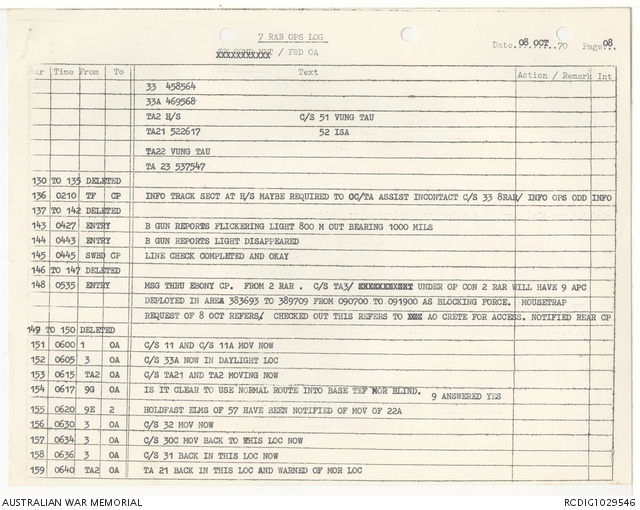 7 RAR OPS LOG
/ FWD OA
Date 08 OCT 70 Page 08.
Ser Time From To Text Action / Remark Int
33 458564
33A 469568
TA2 H/S C/S 51 VUNG TAU
TA21 522617 52 ISA
TA22 VUNG TAU
TA 23 537547
130 TO 135 DELETED
136 0210 TF CP INFO TRACK SECT AT H/S MAYBE REQUIRED TO OC/TA ASSIST INCONTACT C/S 33 8RAR/ INFO OPS ODD INFO
137 TO 142 DELETED
143 0427 ENTRY B GUN REPORTS FLICKERING LIGHT 800 M OUT BEARING 1000 MILS
144 0443 ENTRY B GUN REPORTS LIGHT DISAPPEARED
145 0445 SWBD CP LINE CHECK COMPLETED AND OKAY
146 TO 147 DELETED
148 0535 ENTRY MSG THRU EBONY CP. FROM 2 RAR . C/S TA3/ UNDER OP CON 2 RAR WILL HAVE 9 APC
DEPLOYED IN AREA 383693 TO 389709 FROM 090700 TO 091900 AS BLOCKING FORCE. MOUSETRAP
REQUEST OF 8 OCT REFERS/ CHECKED OUT THIS REFERS TO AO CRETE FOR ACCESS. NOTIFIED REAR CP
149 TO 150 DELETED
151 0600 1 OA C/S 11 AND C/S 11A MOV NOW
152 0605 3 OA C/S 33A NOW IN DAYLIGHT LOC
153 0615 TA2 OA C/S TA21 AND TA2 MOVING NOW
154 0617 9G OA IS IT CLEAR TO USE NORMAL ROUTE INTO BASE TEF MOR BLIND. 9 ANSWERED YES
155 0620 9E 2 HOLDFAST ELMS OF 57 HAVE BEEN NOTIFIED OF MOV OF 22A
156 0630 3 OA C/S 32 MOV NOW
157 0634 3 OA C/S 30C MOV BACK TO THIS LOC NOW
158 0636 3 OA C/S 31 BACK IN THIS LOC NOW
159 0640 TA2 OA TA 21 BACK IN THIS LOC AND WARNED OF MOR LOC
AUSTRALIAN WAR MEMORIAL RCDIG1029546